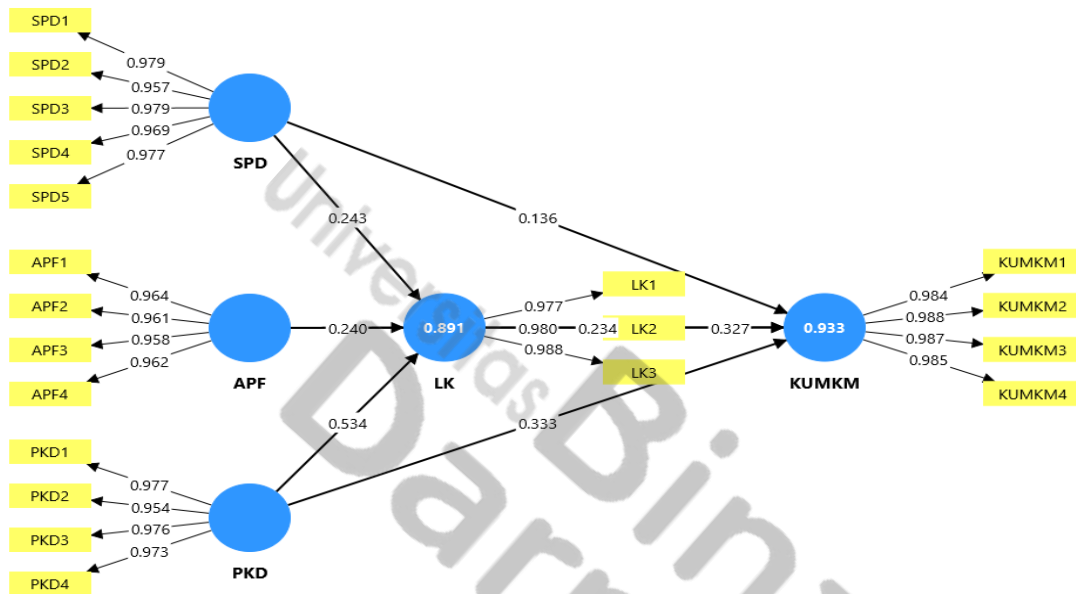 SPD1
SPD2
SPD3
SPD4
SPD5
0.979
0.957
0.979
0.969
0.977
SPD
0.243
0.136
APF1
APF2
APF3
APF4
0.964
0.961
0.958
0.962
APF
0.240
0.891
LK
0.977
0.980
0.988
LK1
LK2
LK3
0.234
0.327
0.933
KUMKM
0.984
0.988
0.987
0.985
KUMKM1
KUMKM2
KUMKM3
KUMKM4
0.534
0.333
PKD1
PKD2
PKD3
PKD4
0.977
0.954
0.976
0.973
PKD
Universitas
Bin
Dar